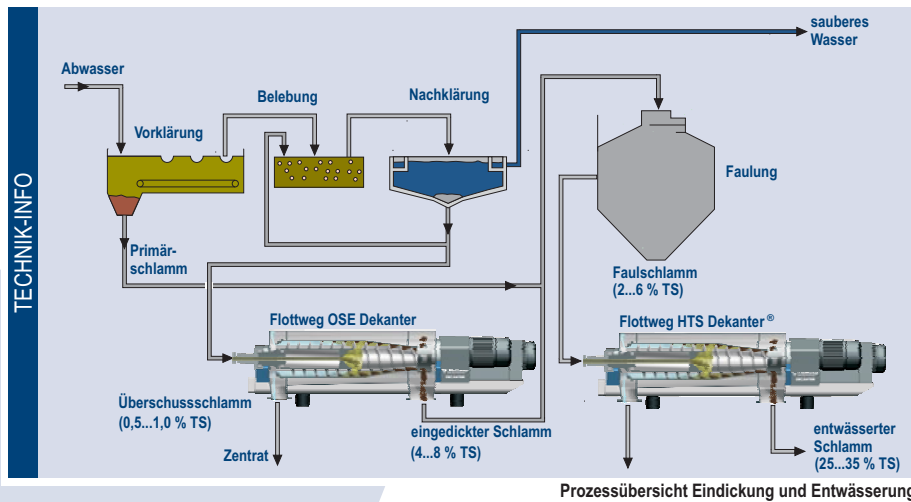 TECHNIK-INFO
sauberes
Wasser
Abwasser
Belebung
Nachklärung
Vorklärung
Faulung
Primär-
schlamm
Faulschlamm
(2...6 % TS)
Flottweg OSE Dekanter
Flottweg HTS Dekanter ®
Überschussschlamm
(0,5...1,0 % TS)
eingedickter Schlamm
(4...8 % TS)
Zentrat
entwässerter
Schlamm
(25...35 % TS)
Prozessübersicht Eindickung und Entwässerung